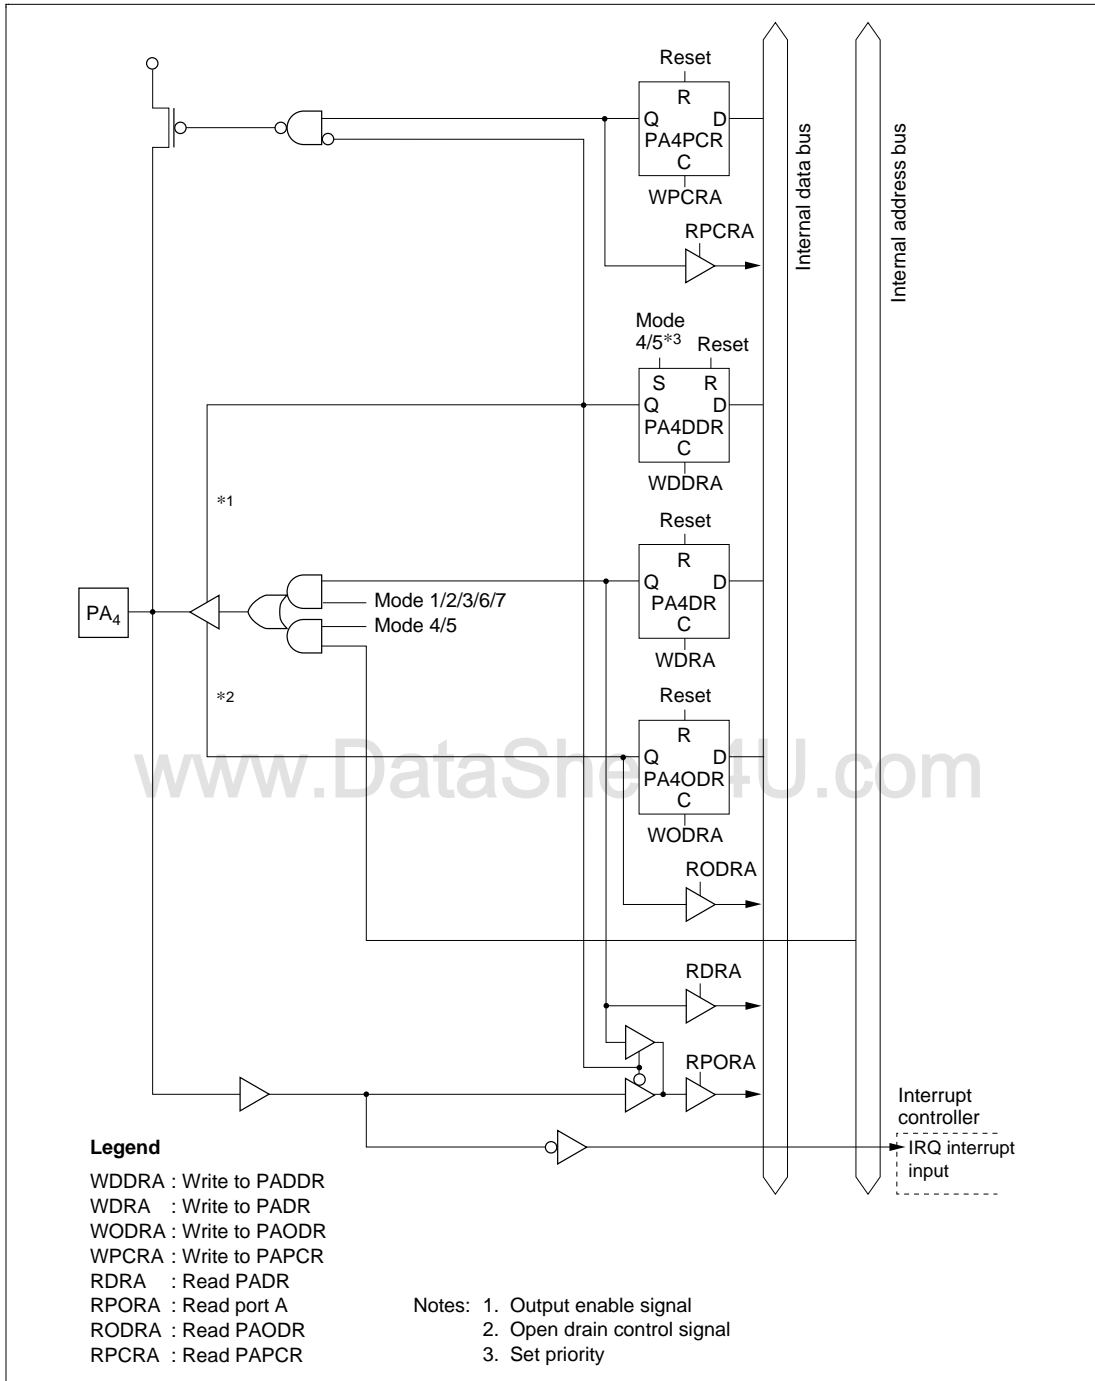 Reset
R
Q D
PA4PCR
C
WPCRA
RPCRA
Internal data bus
Internal address bus
Mode
4/5*3 Reset
S R
Q D
PA4DDR
C
WDDRA
*1
Reset
R
Q D
PA4DR
C
WDRA
Mode 1/2/3/6/7
Mode 4/5
PA4
*2
Reset
R
Q D
PA4ODR
C
WODRA
www.DataSheet4U.com
RODRA
RDRA
RPORA
Interrupt
controller
IRQ interrupt
input
Legend
WDDRA : Write to PADDR
WDRA : Write to PADR
WODRA : Write to PAODR
WPCRA : Write to PAPCR
RDRA : Read PADR
RPORA : Read port A
RODRA : Read PAODR
RPCRA : Read PAPCR
Notes: 1. Output enable signal
2. Open drain control signal
3. Set priority